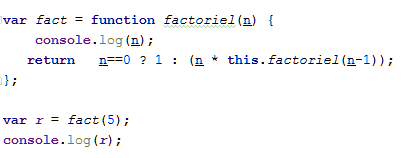 var fact = function factoriel(n) {
    console.log(n);
   return   n==0 ? 1 : (n * this.factoriel(n-1));
};

var r = fact(5);
console.log(r);